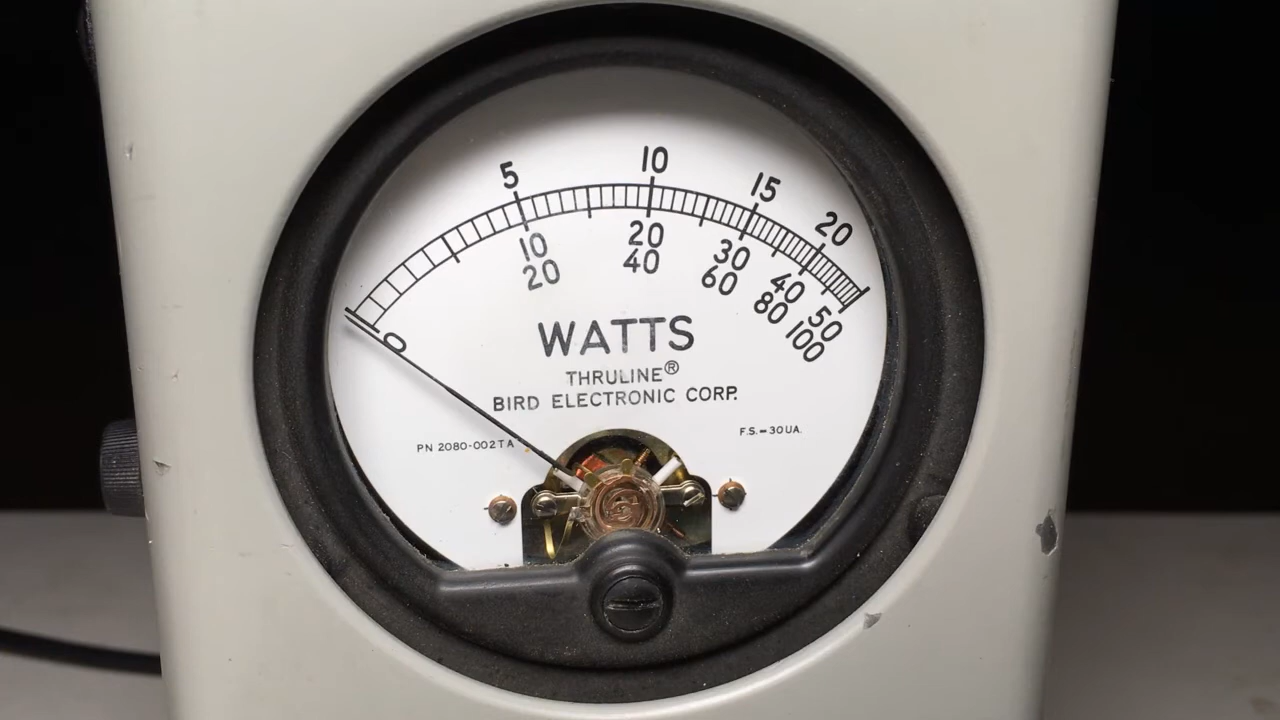 5 10 15 20
10 20 30 40 50
20 40 60 80 100
0
WATTS
THRULINE®
BIRD ELECTRONIC CORP.
PN 2080-002TA
F.S.=30UA.